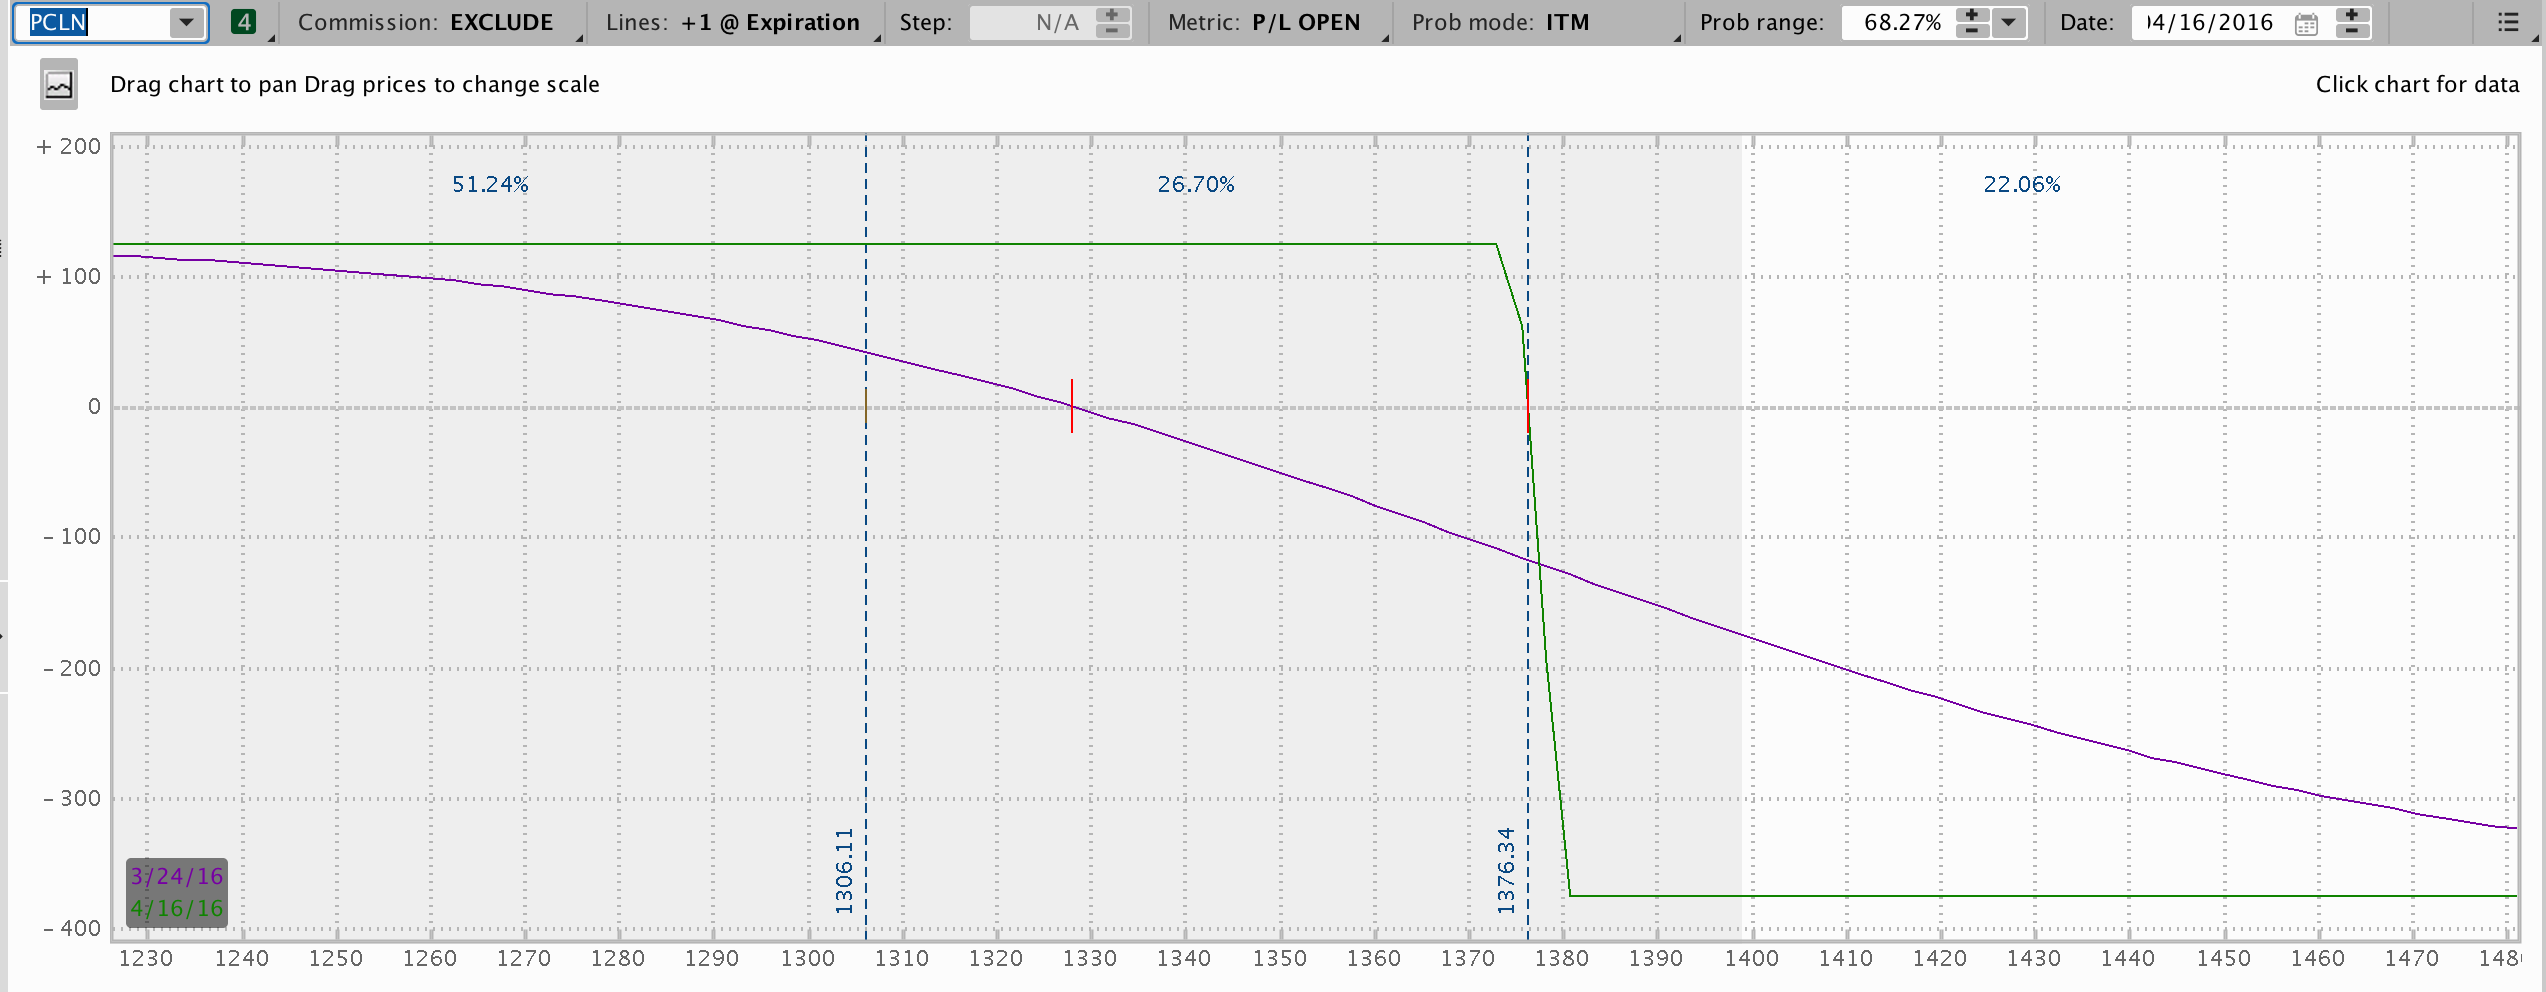 PCLN 4 Commission: EXCLUDE Lines: +1 @ Expiration Step: N/A Metric: P/L OPEN Prob mode: ITM Prob range: 68.27% Date: 04/16/2016
Drag chart to pan Drag prices to change scale Click chart for data
+ 200
51.24% 26.70% 22.06%
+ 100
0
- 100
- 200
- 300
1306.11 1376.34
3/24/16
4/16/16
- 400
1230 1240 1250 1260 1270 1280 1290 1300 1310 1320 1330 1340 1350 1360 1370 1380 1390 1400 1410 1420 1430 1440 1450 1460 1470 148